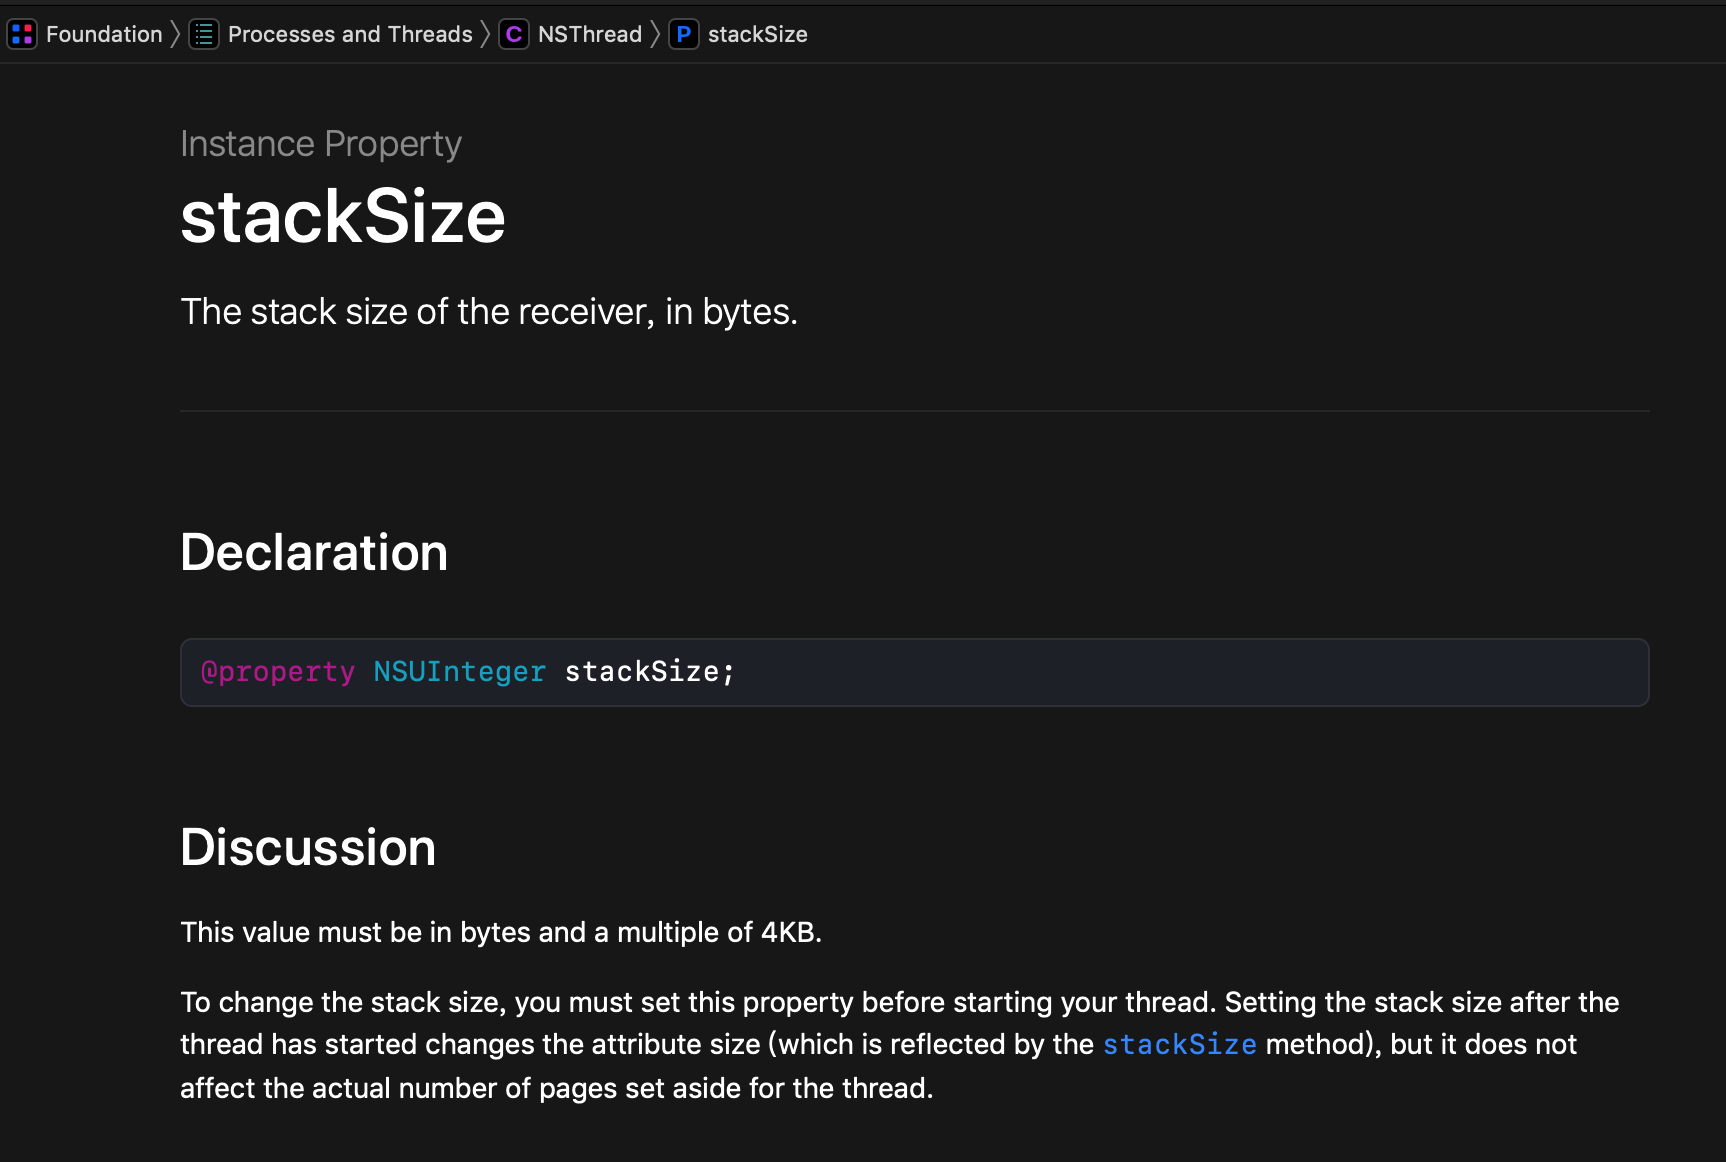 Foundation 〉 Processes and Threads 〉 C NSThread 〉 P stackSize
Instance Property
stackSize
The stack size of the receiver, in bytes.
Declaration
@property NSUInteger stackSize;
Discussion
This value must be in bytes and a multiple of 4KB.
To change the stack size, you must set this property before starting your thread. Setting the stack size after the
thread has started changes the attribute size (which is reflected by the stackSize method), but it does not
affect the actual number of pages set aside for the thread.